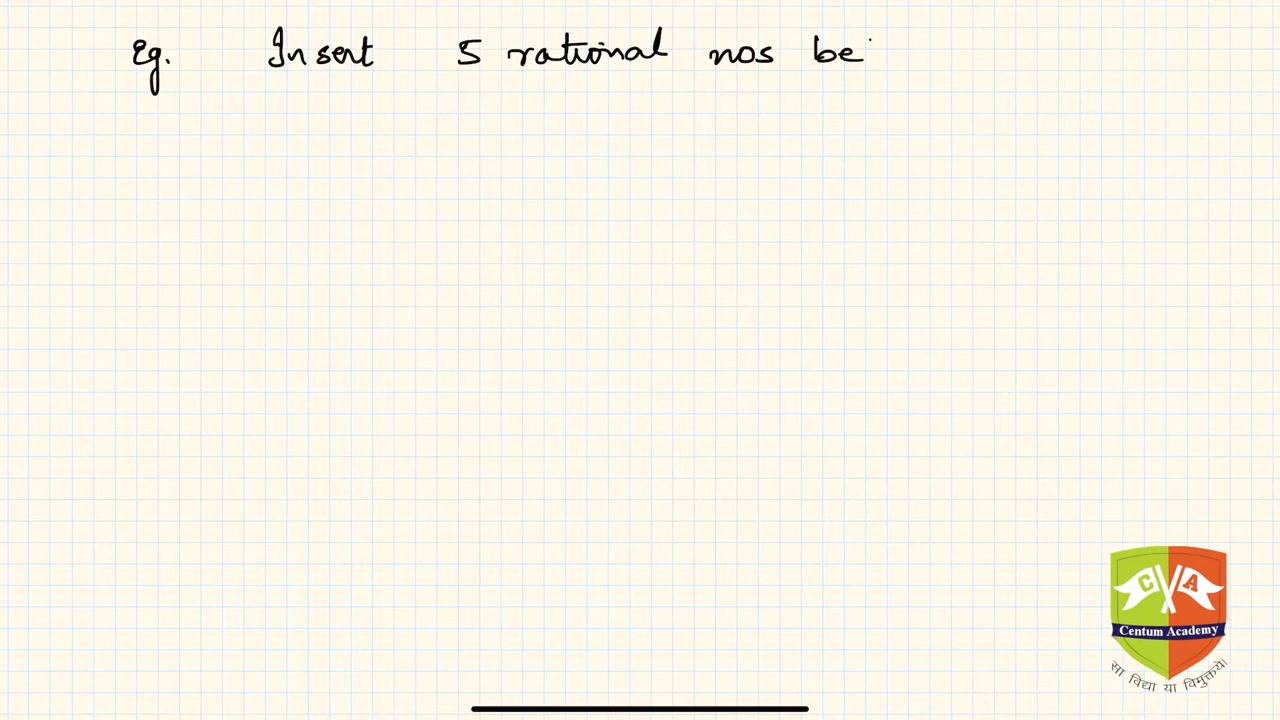 Eg. Insert 5 rational nos be
C A
Centum Academy
सा विद्या या विमुक्तये।